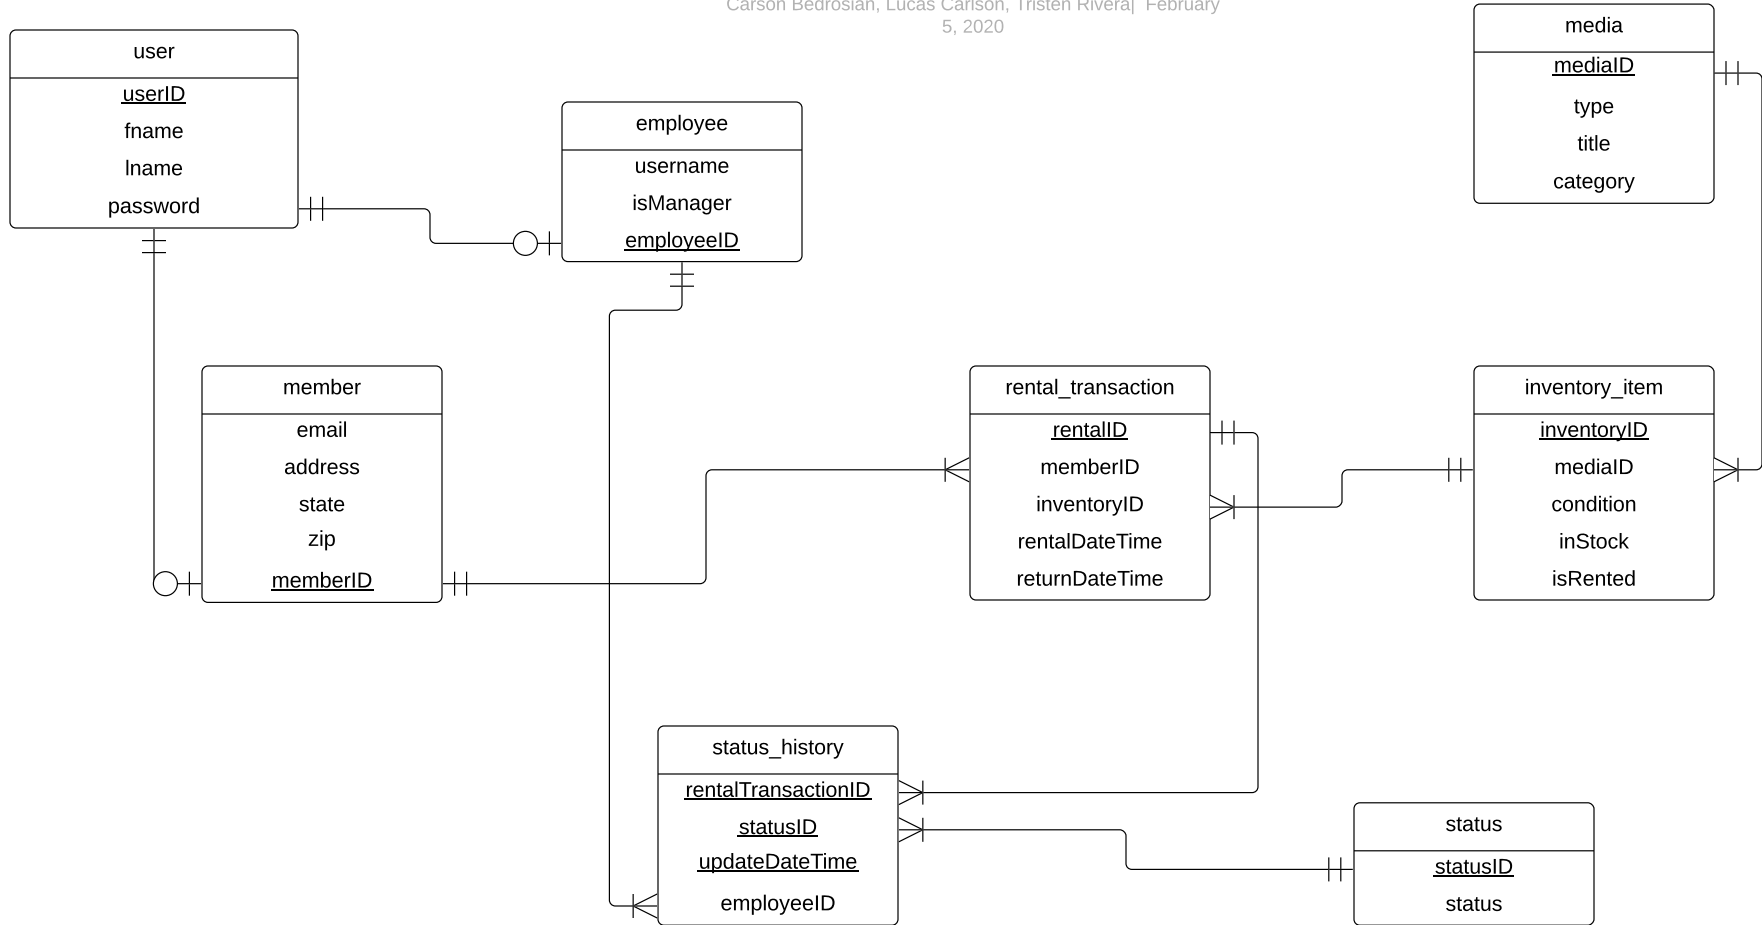 Carson Bedrosian, Lucas Carlson, Tristen Rivera| February
5, 2020
user
userID
fname
lname
password
employee
username
isManager
employeeID
media
mediaID
type
title
category
member
email
address
state
zip
memberID
rental_transaction
rentalID
memberID
inventoryID
rentalDateTime
returnDateTime
inventory_item
inventoryID
mediaID
condition
inStock
isRented
status_history
rentalTransactionID
statusID
updateDateTime
employeeID
status
statusID
status